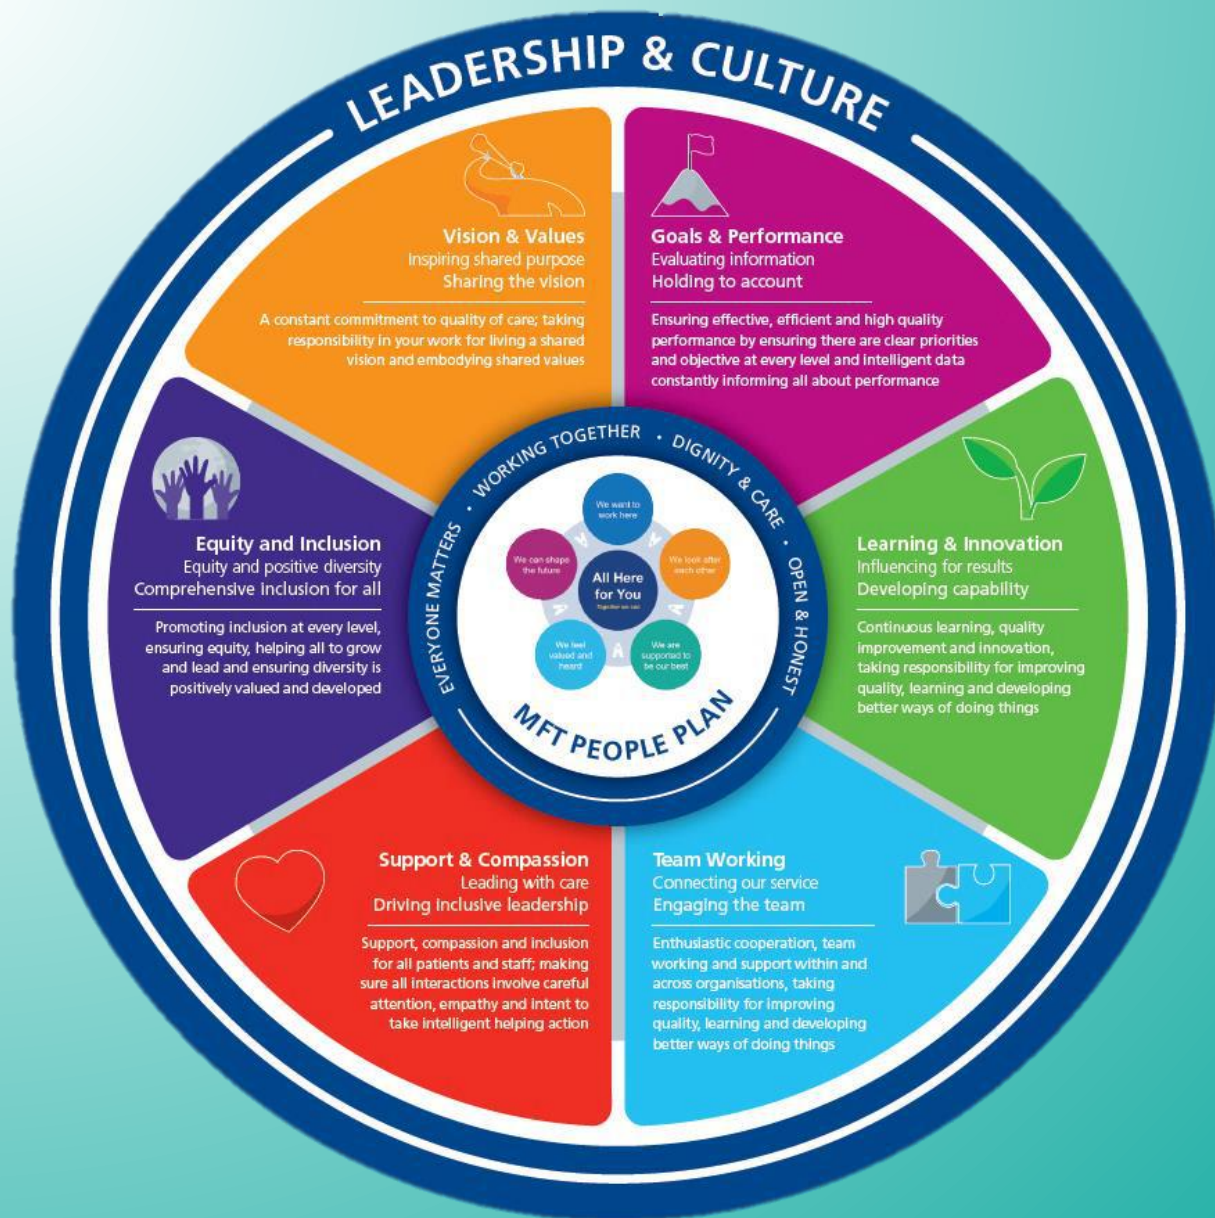 LEADERSHIP & CULTURE
Vision & Values
Inspiring shared purpose
Sharing the vision
A constant commitment to quality of care; taking
responsibility in your work for living a shared
vision and embodying shared values
Goals & Performance
Evaluating information
Holding to account
Ensuring effective, efficient and high quality
performance by ensuring there are clear priorities
and objective at every level and intelligent data
constantly informing all about performance
Equity and Inclusion
Equity and positive diversity
Comprehensive inclusion for all
Promoting inclusion at every level,
ensuring equity, helping all to grow
and lead and ensuring diversity is
positively valued and developed
EVERYONE MATTERS • WORKING TOGETHER • DIGNITY & CARE • OPEN & HONEST
We want to
work here
We can shape
the future
We look after
each other
All Here
for You
Together we can
We feel
valued and
heard
We are
supported to
be our best
MFT PEOPLE PLAN
Learning & Innovation
Influencing for results
Developing capability
Continuous learning, quality
improvement and innovation,
taking responsibility for improving
quality, learning and developing
better ways of doing things
Support & Compassion
Leading with care
Driving inclusive leadership
Support, compassion and inclusion
for all patients and staff; making
sure all interactions involve careful
attention, empathy and intent to
take intelligent helping action
Team Working
Connecting our service
Engaging the team
Enthusiastic cooperation, team
working and support within and
across organisations, taking
responsibility for improving
quality, learning and developing
better ways of doing things